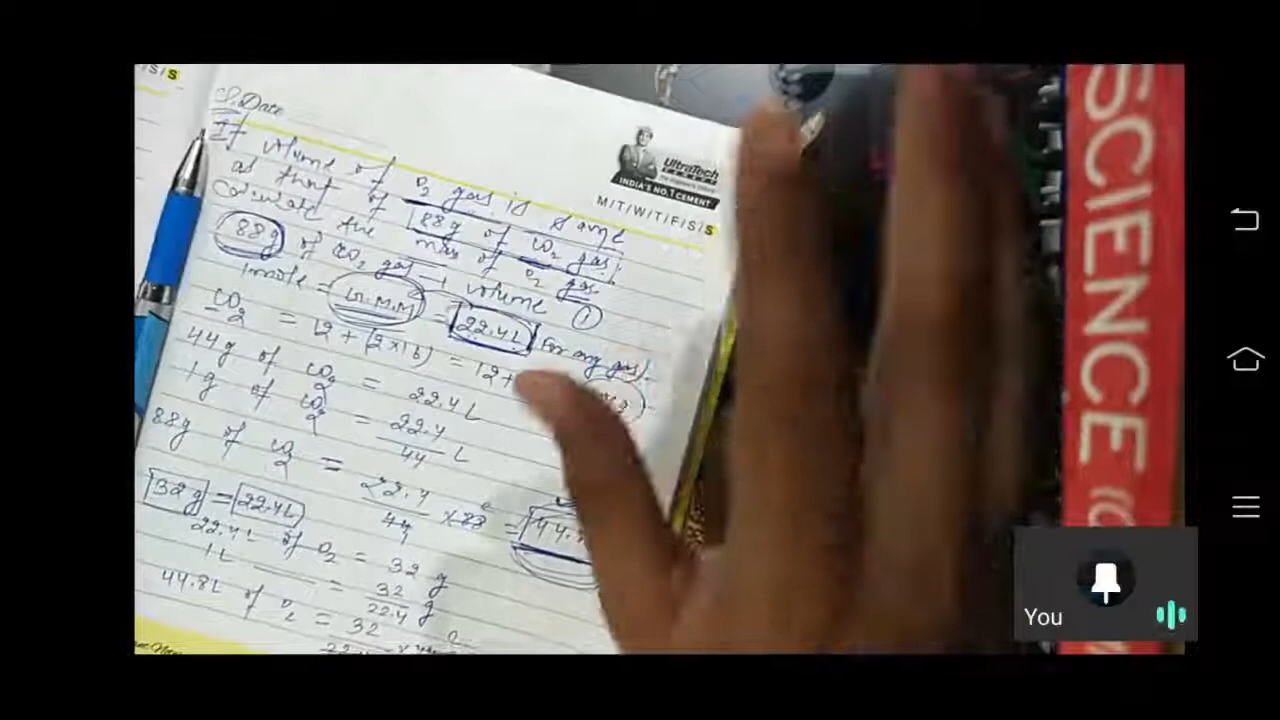 Date
If volume of O2 gas is same
as that of 88g of CO2 gas,
Calculate the mass of O2 gas
88g of CO2 gas → volume ①
1 mole = G.M.M = 22.4L For any gas
CO2 = 12 + (2×16) = 12+
44g of CO2 = 22.4L
1g of CO2 = 22.4/44 L
88g of CO2 = 22.4/44 × 88 = 44.
32g = 22.4L
22.4L of O2 = 32 g
1L = 32/22.4 g
44.8L of O2 = 32
UltraTech
CEMENT
INDIA'S NO.1 CEMENT
M/T/W/T/F/S/S
SCIENCE
You